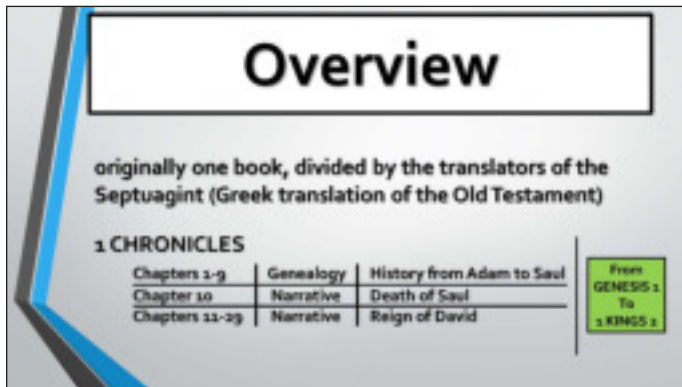 Overview
originally one book, divided by the translators of the
Septuagint (Greek translation of the Old Testament)
1 CHRONICLES
Chapters 1-9 Genealogy History from Adam to Saul
Chapter 10 Narrative Death of Saul
Chapters 11-29 Narrative Reign of David
From
GENESIS 1
To
1 KINGS